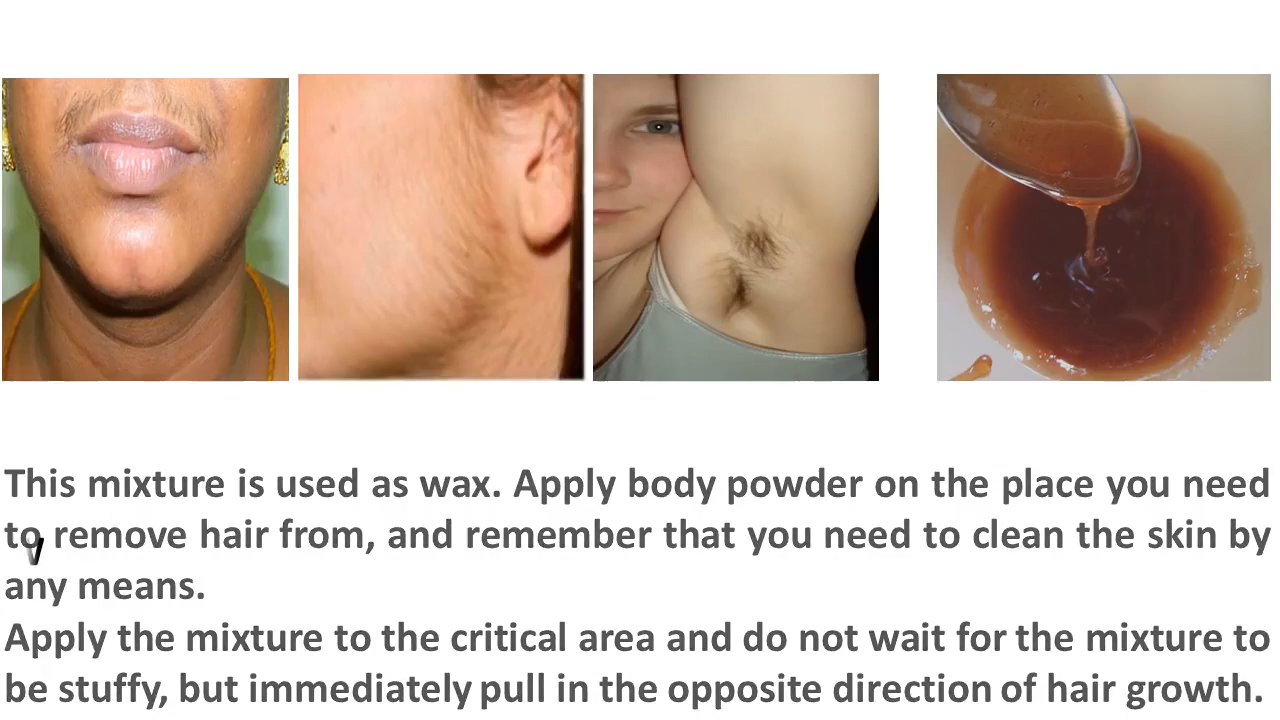 This mixture is used as wax. Apply body powder on the place you need
to remove hair from, and remember that you need to clean the skin by
any means.
Apply the mixture to the critical area and do not wait for the mixture to
be stuffy, but immediately pull in the opposite direction of hair growth.